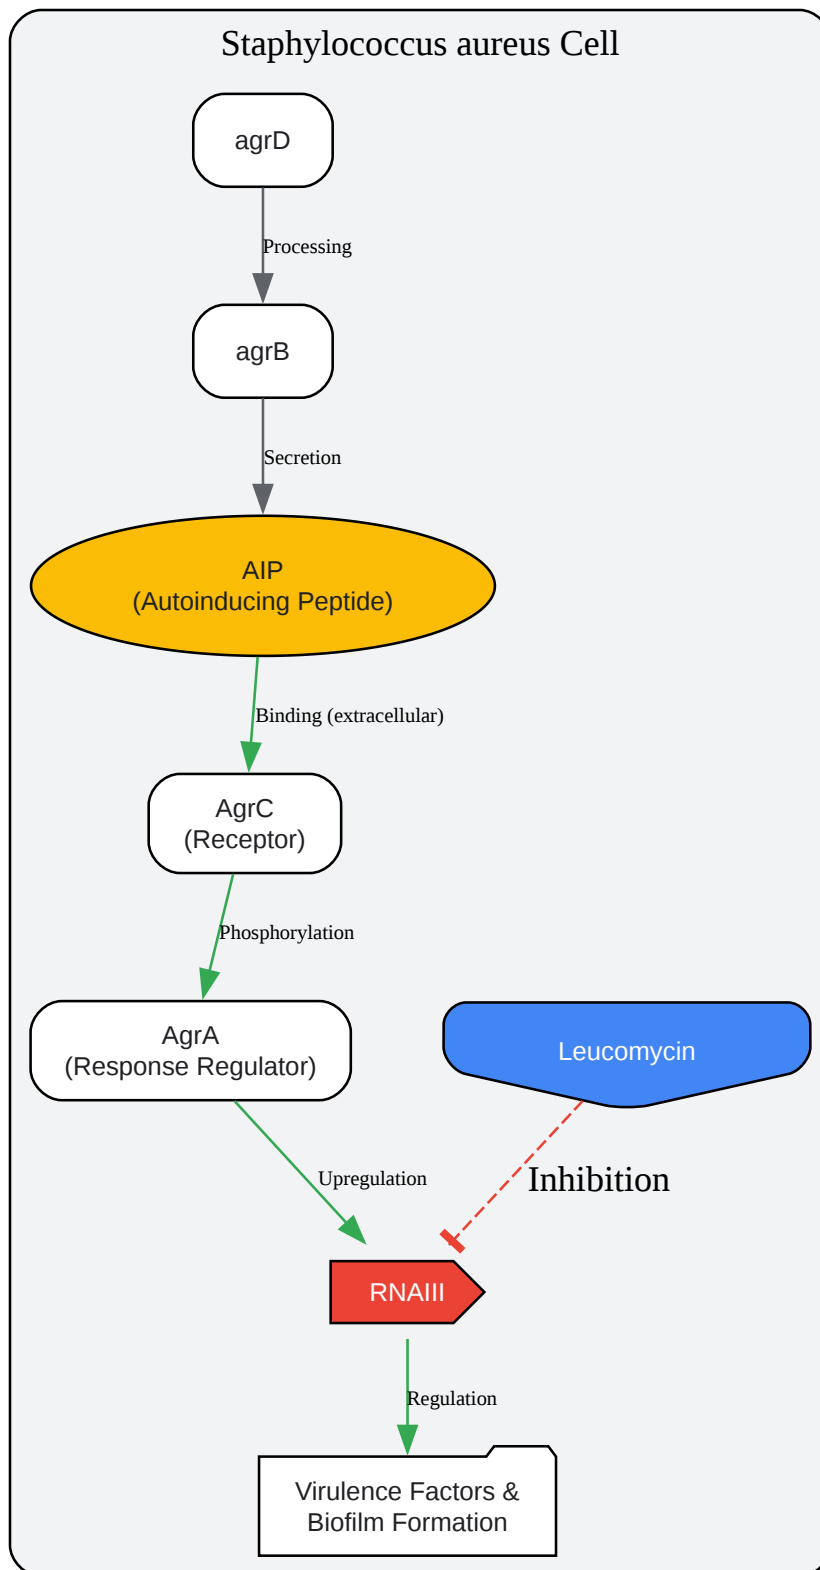 Staphylococcus aureus Cell
agrD
Processing
agrB
Secretion
AIP
(Autoinducing Peptide)
Binding (extracellular)
AgrC
(Receptor)
Phosphorylation
AgrA
(Response Regulator)
Leucomycin
Upregulation
Inhibition
RNAIII
Regulation
Virulence Factors &
Biofilm Formation